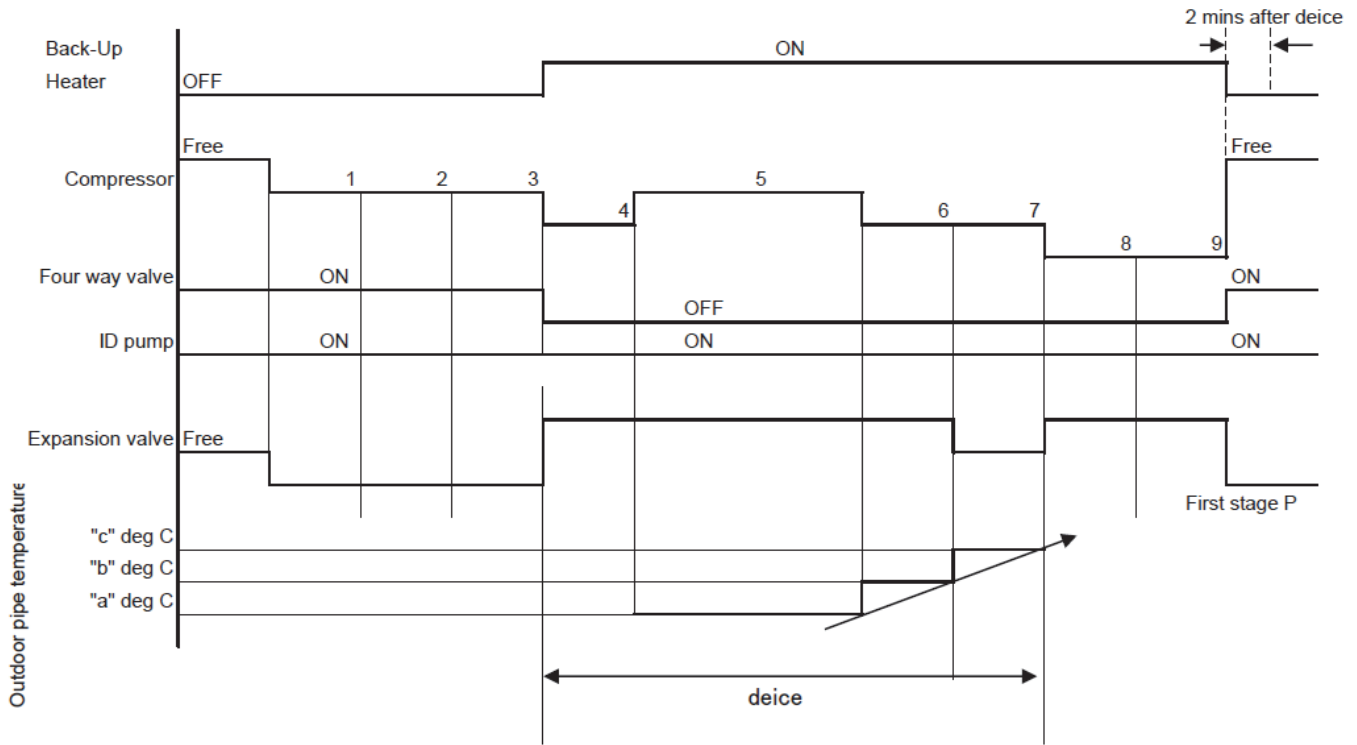 2 mins after deice
Back-Up
Heater
ON
OFF
Free
Free
Compressor
1
2
3
4
5
6
7
8
9
Four way valve
ON
OFF
ON
ID pump
ON
ON
ON
Expansion valve
Free
First stage P
Outdoor pipe temperature
"c" deg C
"b" deg C
"a" deg C
deice